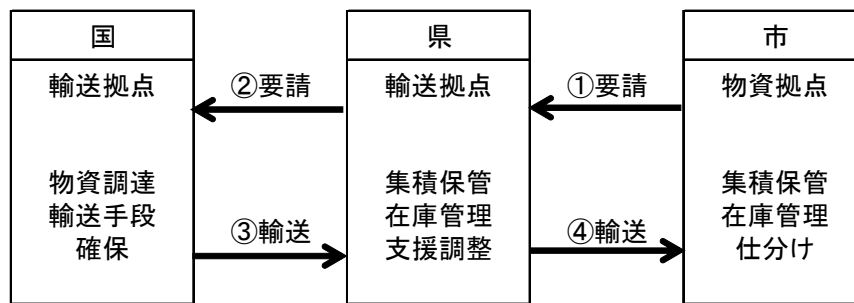 国
輸送拠点
物資調達
輸送手段
確保
②要請
③輸送
県
輸送拠点
集積保管
在庫管理
支援調整
①要請
④輸送
市
物資拠点
集積保管
在庫管理
仕分け